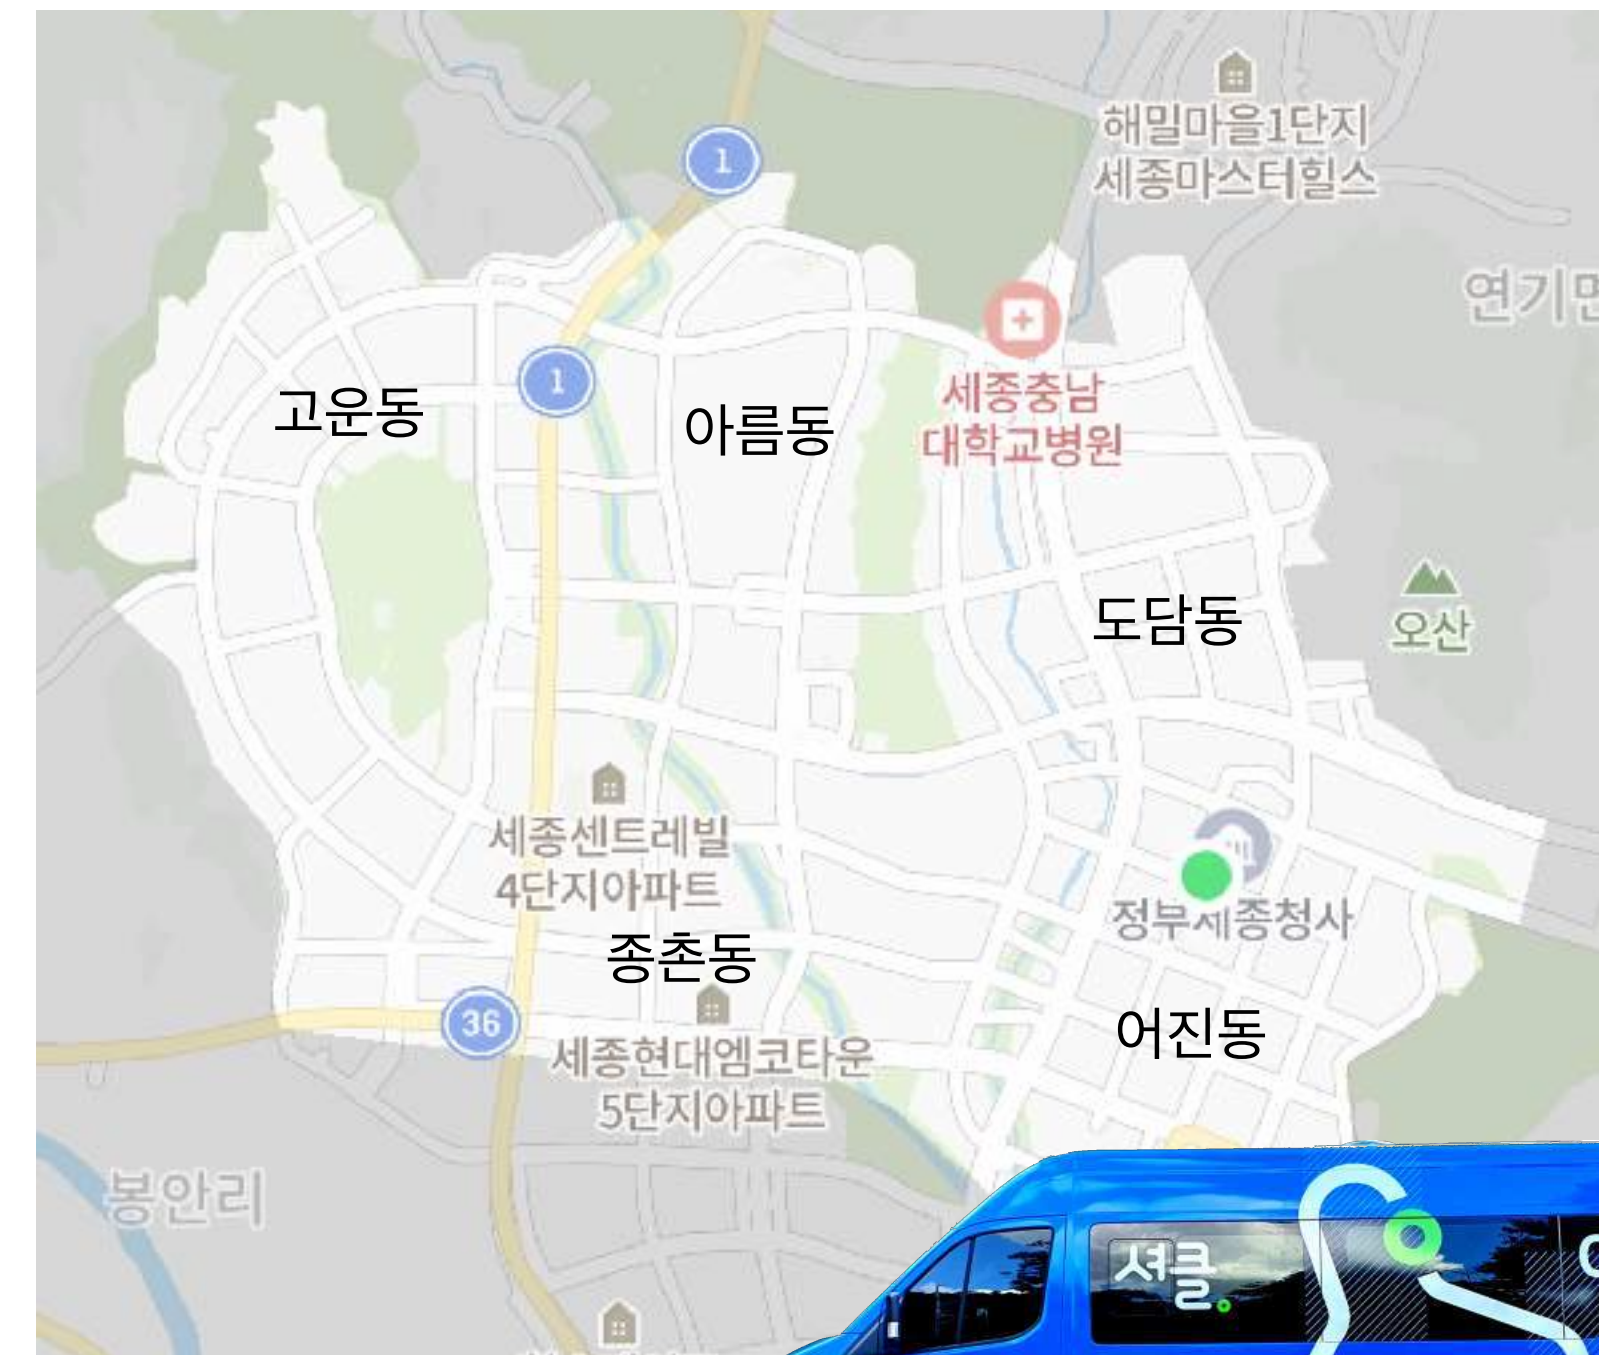 1
해밀마을1단지
세종마스터힐스
연기면
1
고운동
아름동
세종충남
대학교병원
도담동
오산
세종센트레빌
4단지아파트
정부세종청사
종촌동
36
어진동
세종현대엠코타운
5단지아파트
봉안리
셔클.